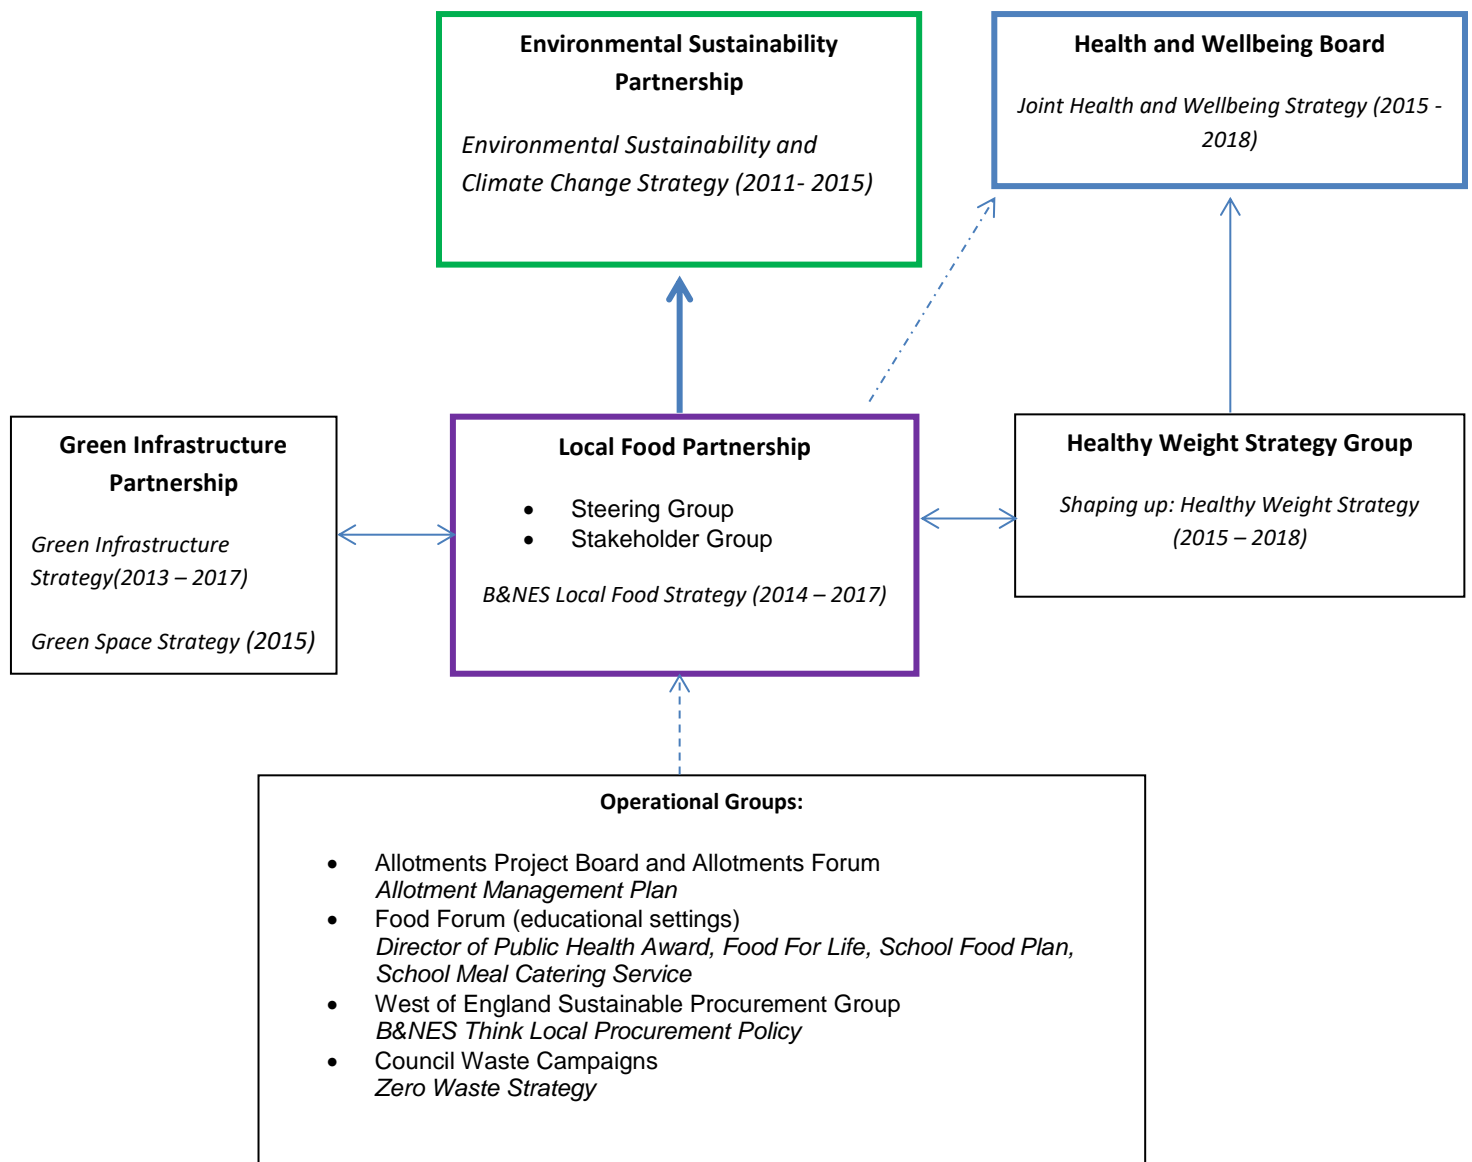 Environmental Sustainability
Partnership
Environmental Sustainability and
Climate Change Strategy (2011- 2015)
Health and Wellbeing Board
Joint Health and Wellbeing Strategy (2015 -
2018)
Green Infrastructure
Partnership
Green Infrastructure
Strategy(2013 – 2017)
Green Space Strategy (2015)
Local Food Partnership
• Steering Group
• Stakeholder Group
B&NES Local Food Strategy (2014 – 2017)
Healthy Weight Strategy Group
Shaping up: Healthy Weight Strategy
(2015 – 2018)
Operational Groups:
• Allotments Project Board and Allotments Forum
Allotment Management Plan
• Food Forum (educational settings)
Director of Public Health Award, Food For Life, School Food Plan,
School Meal Catering Service
• West of England Sustainable Procurement Group
B&NES Think Local Procurement Policy
• Council Waste Campaigns
Zero Waste Strategy